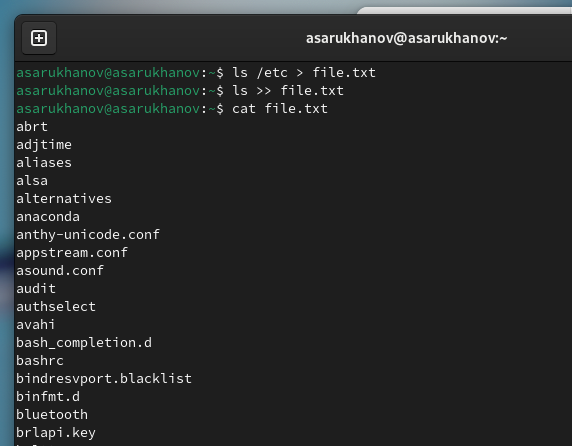 asarukhanov@asarukhanov:~
asarukhanov@asarukhanov:~$ ls /etc > file.txt
asarukhanov@asarukhanov:~$ ls >> file.txt
asarukhanov@asarukhanov:~$ cat file.txt
abrt
adjtime
aliases
alsa
alternatives
anaconda
anthy-unicode.conf
appstream.conf
asound.conf
audit
authselect
avahi
bash_completion.d
bashrc
bindresvport.blacklist
binfmt.d
bluetooth
brlapi.key